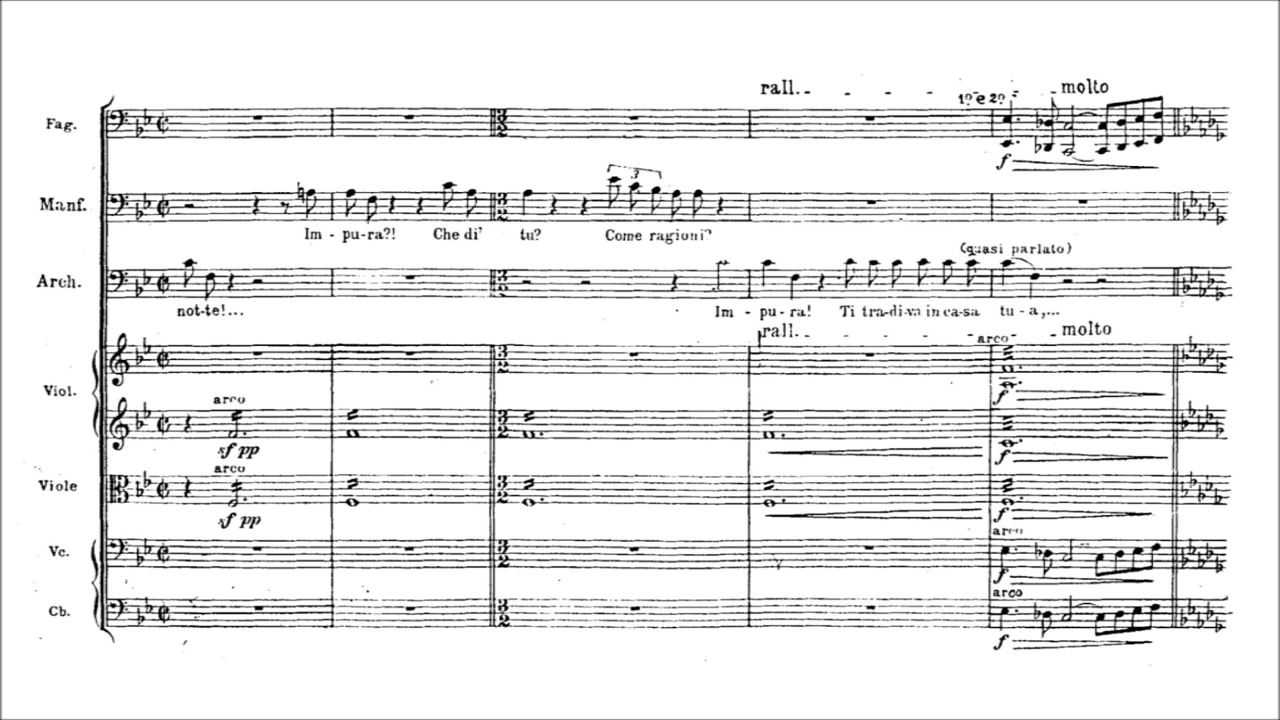 rall. molto
1º e 2º
Fag.
f
Manf.
3
Im - pu-ra?! Che di' tu? Come ragioni?
(quasi parlato)
Arch.
not-te!... Im - pu-ra! Ti tra-di-va in ca-sa tu-a,...
rall. molto
arco
f
Viol.
arco
sf pp f
arco
Viole
sf pp f
arco
Vc.
f
arco
Cb.
f